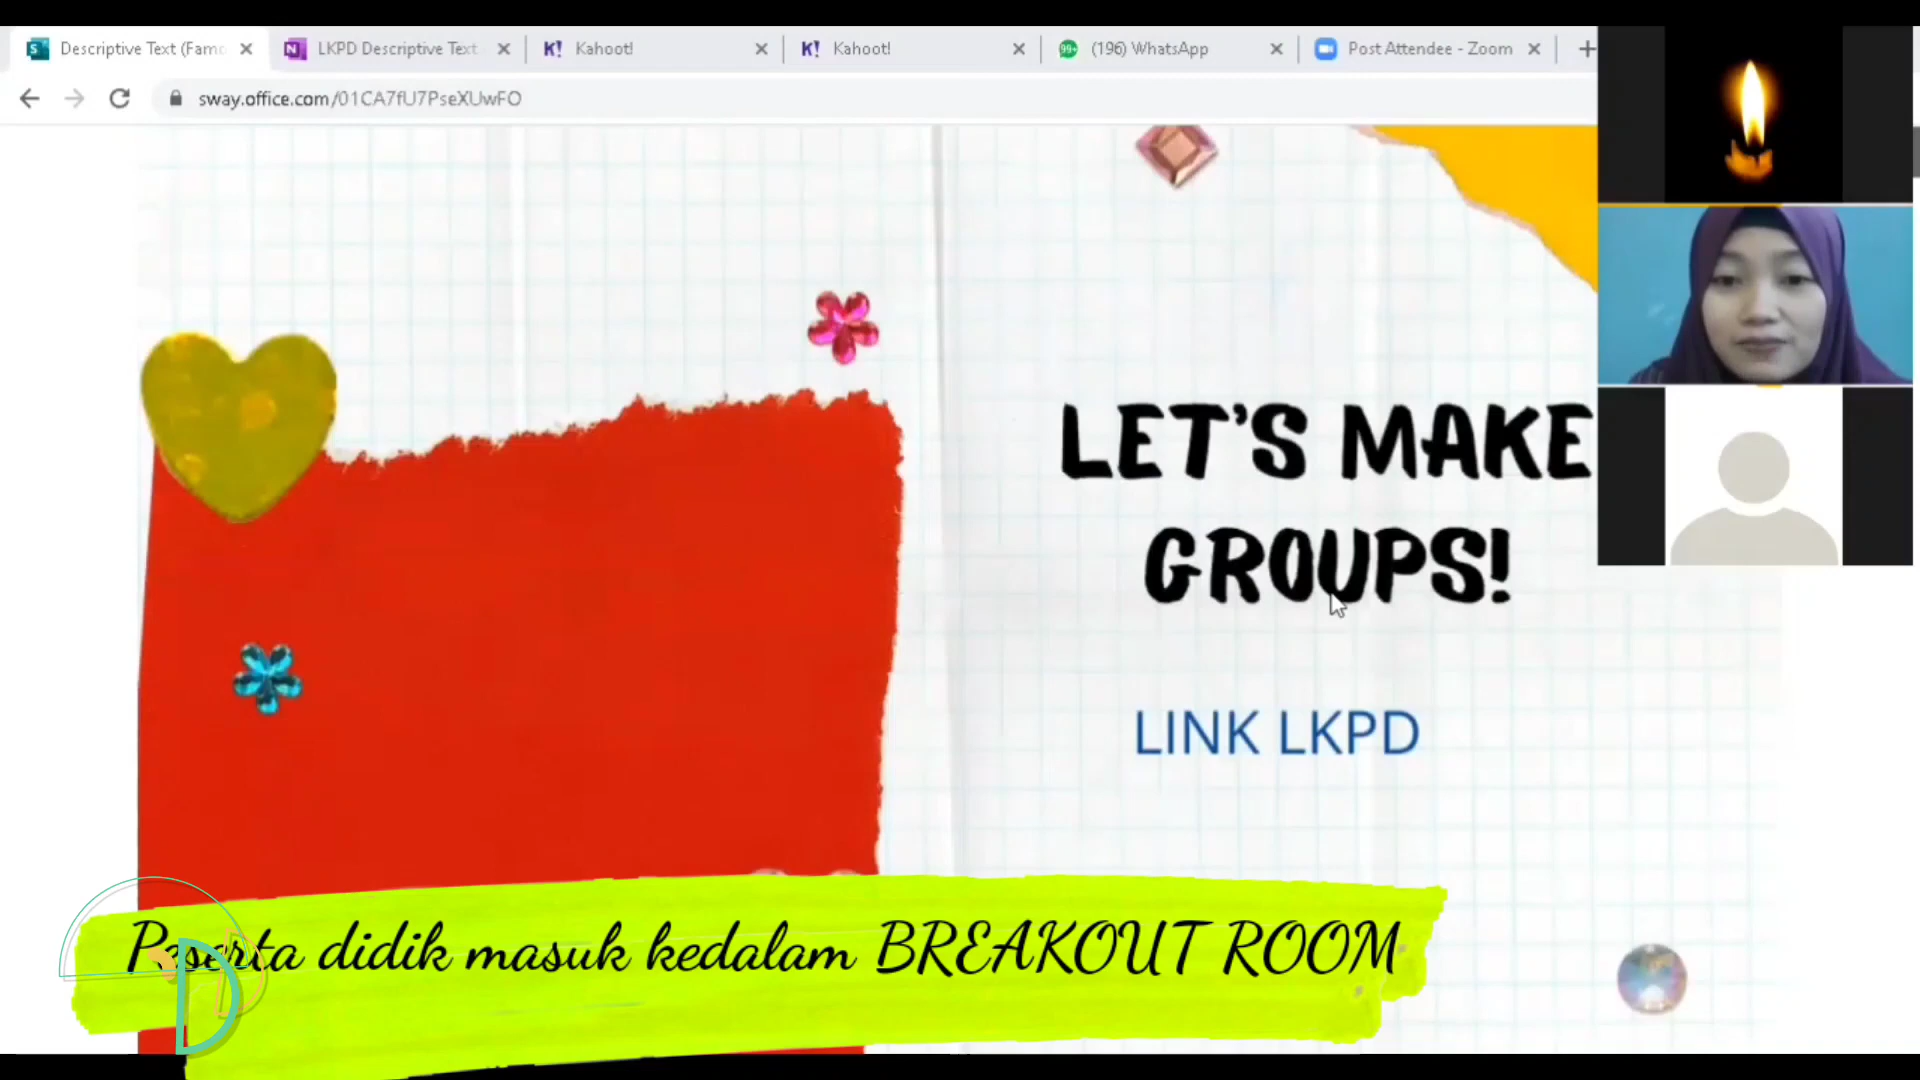 Descriptive Text (Famo
LKPD Descriptive Text
Kahoot!
Kahoot!
(196) WhatsApp
Post Attendee - Zoom
sway.office.com/01CA7fU7PseXUwFO
LET'S MAKE
GROUPS!
LINK LKPD
Peserta didik masuk kedalam BREAKOUT ROOM